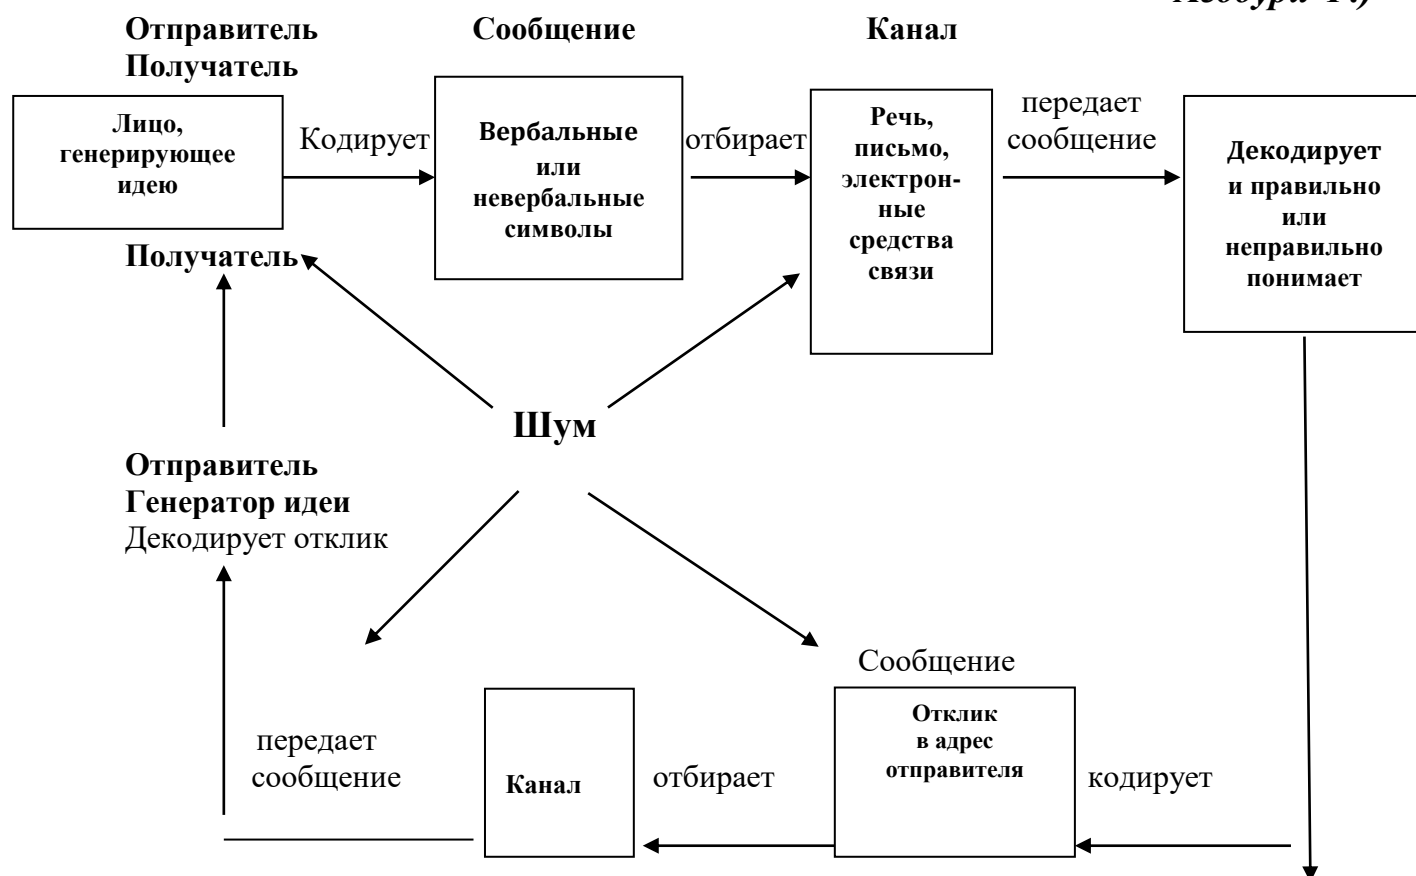 Отправитель
Получатель
Сообщение
Канал
Лицо,
генерирующее
идею
Кодирует
Вербальные
или
невербальные
символы
отбирает
Речь,
письмо,
электрон-
ные
средства
связи
передает
сообщение
Декодирует
и правильно
или
неправильно
понимает
Получатель
Шум
Отправитель
Генератор идеи
Декодирует отклик
Сообщение
Отклик
в адрес
отправителя
кодирует
отбирает
Канал
передает
сообщение